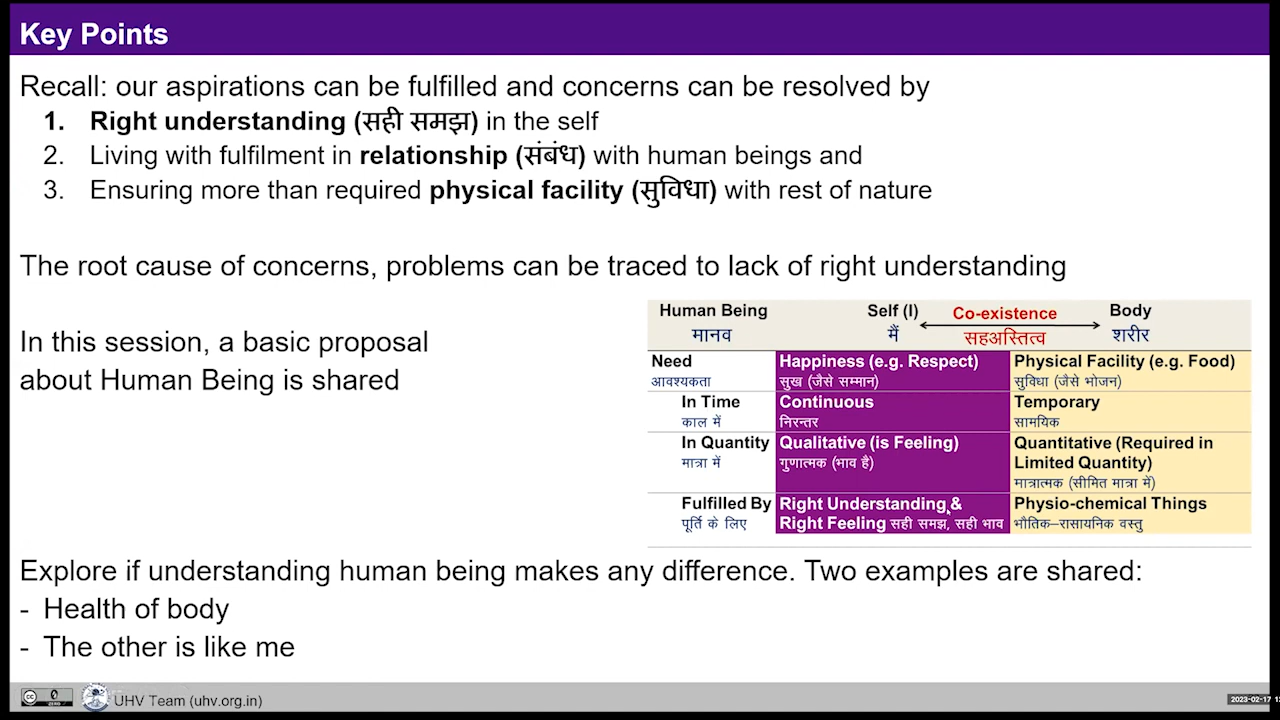 Key Points
Recall: our aspirations can be fulfilled and concerns can be resolved by
1. Right understanding (सही समझ) in the self
2. Living with fulfilment in relationship (संबंध) with human beings and
3. Ensuring more than required physical facility (सुविधा) with rest of nature
The root cause of concerns, problems can be traced to lack of right understanding
In this session, a basic proposal
about Human Being is shared
Human Being Self (I) Co-existence Body
मानव मैं सहअस्तित्व शरीर
Need Happiness (e.g. Respect) Physical Facility (e.g. Food)
आवश्यकता सुख (जैसे सम्मान) सुविधा (जैसे भोजन)
In Time Continuous Temporary
काल में निरन्तर सामयिक
In Quantity Qualitative (is Feeling) Quantitative (Required in
Limited Quantity)
मात्रा में गुणात्मक (भाव है) मात्रात्मक (सीमित मात्रा में)
Fulfilled By Right Understanding & Physio-chemical Things
पूर्ति के लिए Right Feeling सही समझ, सही भाव भौतिक–रासायनिक वस्तु
Explore if understanding human being makes any difference. Two examples are shared:
- Health of body
- The other is like me
UHV Team (uhv.org.in)
2023-02-17